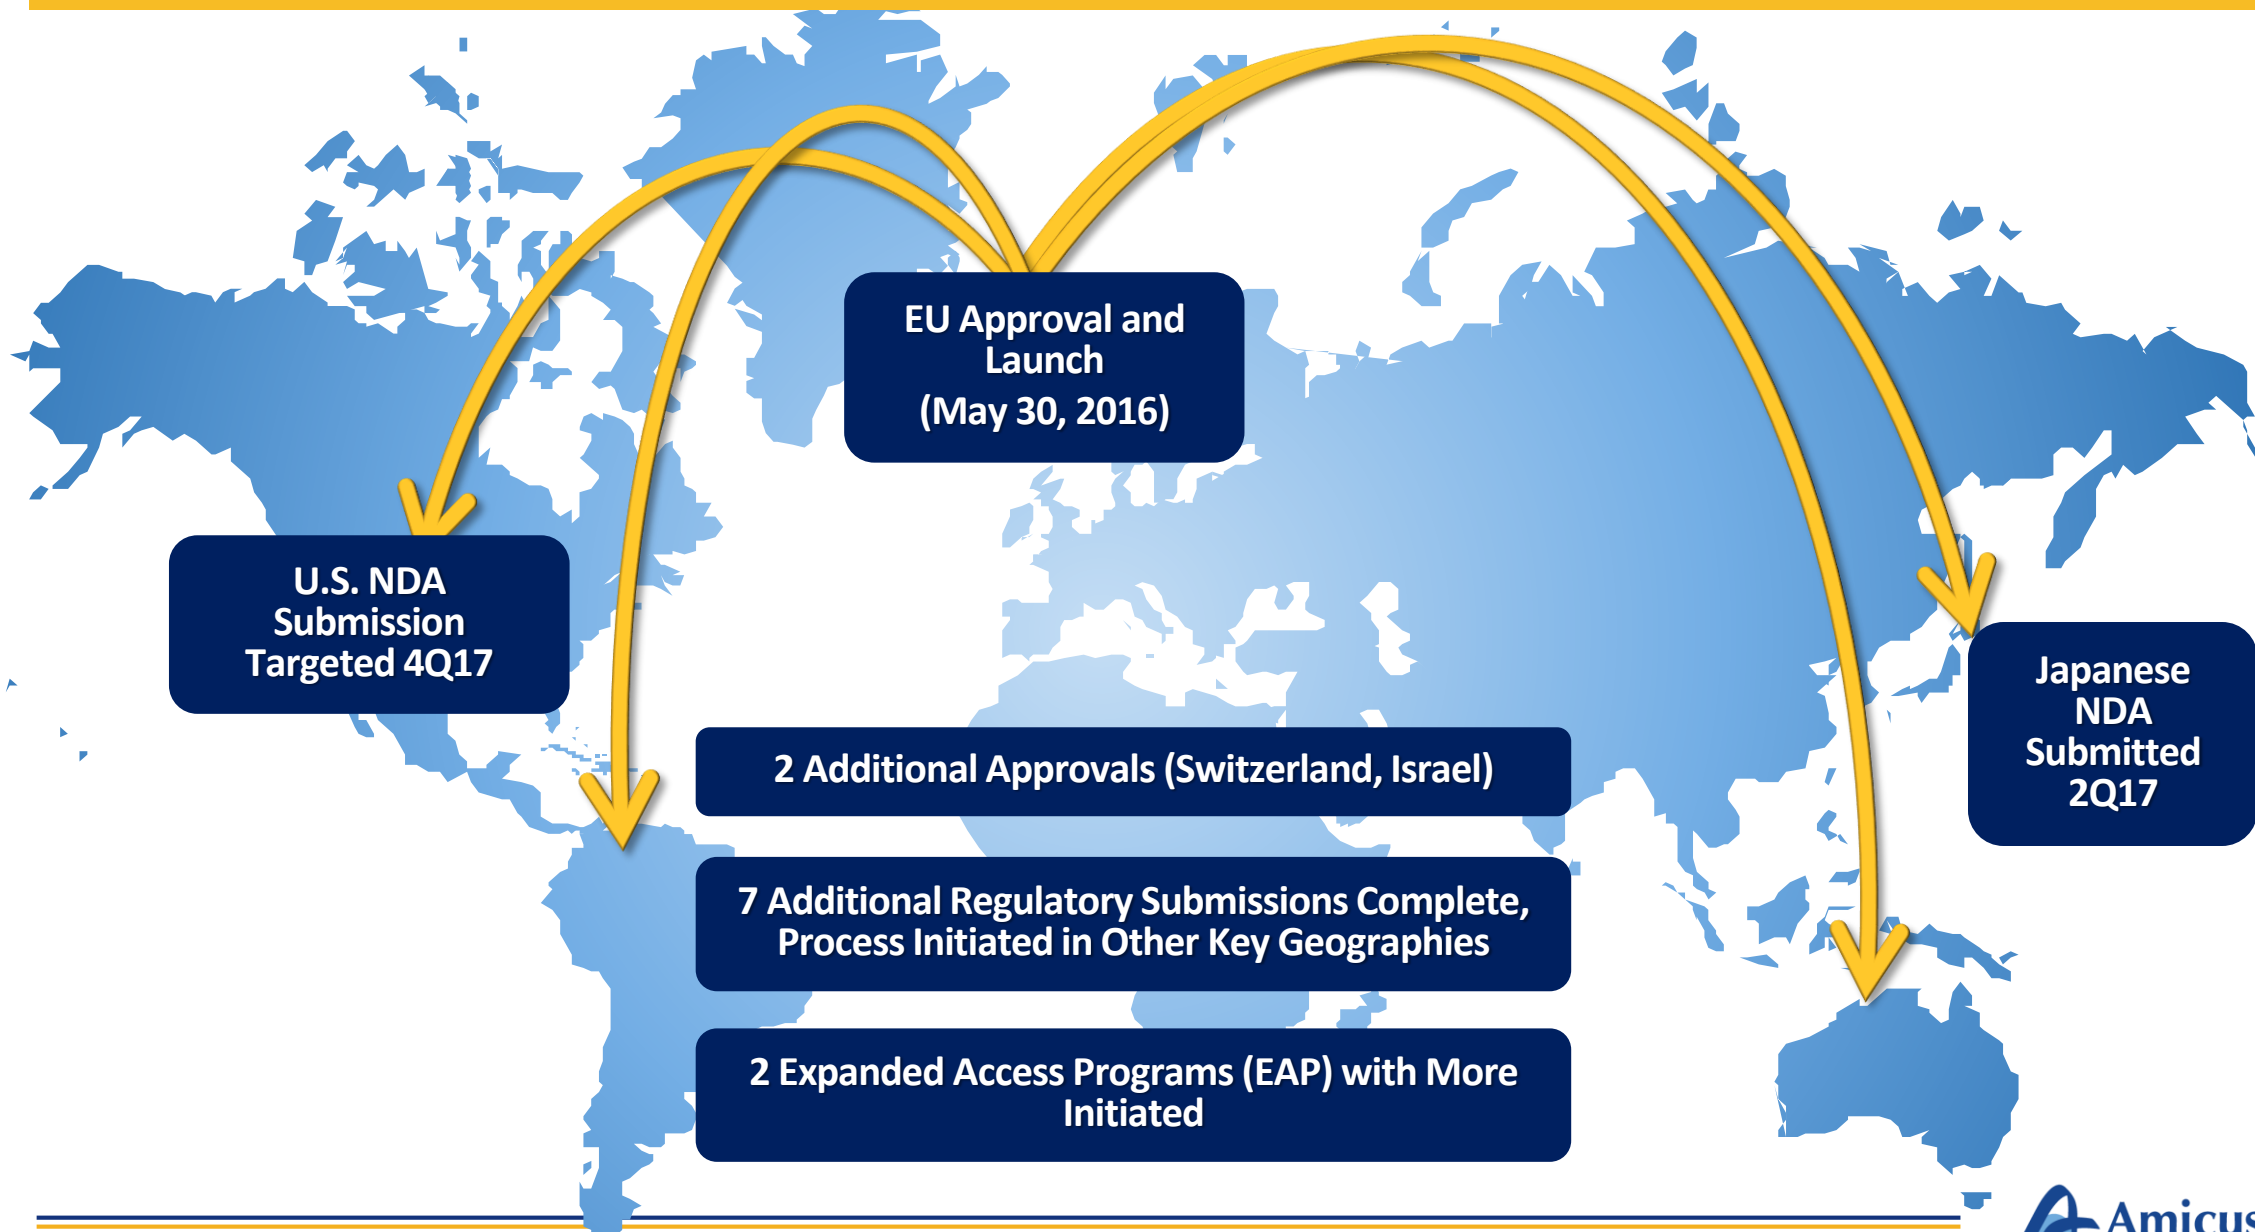 EU Approval and
Launch
(May 30, 2016)
U.S. NDA
Submission
Targeted 4Q17
Japanese
NDA
Submitted
2Q17
2 Additional Approvals (Switzerland, Israel)
7 Additional Regulatory Submissions Complete,
Process Initiated in Other Key Geographies
2 Expanded Access Programs (EAP) with More
Initiated
Amicus